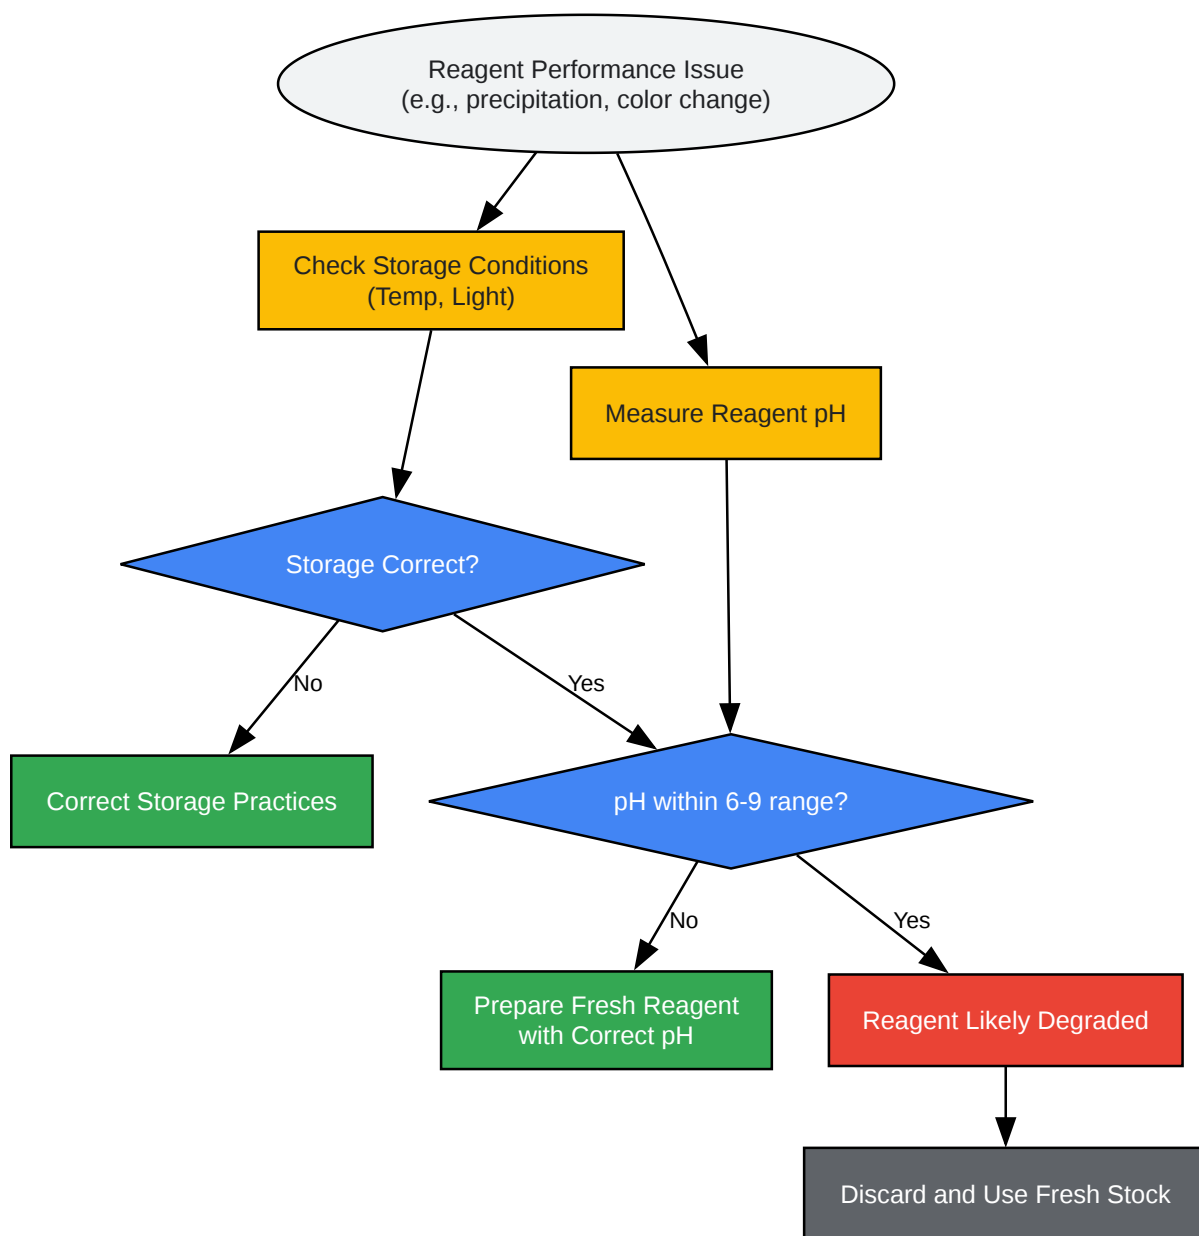 Reagent Performance Issue
(e.g., precipitation, color change)
Check Storage Conditions
(Temp, Light)
Measure Reagent pH
Storage Correct?
No
Yes
Correct Storage Practices
pH within 6-9 range?
No
Yes
Prepare Fresh Reagent
with Correct pH
Reagent Likely Degraded
Discard and Use Fresh Stock